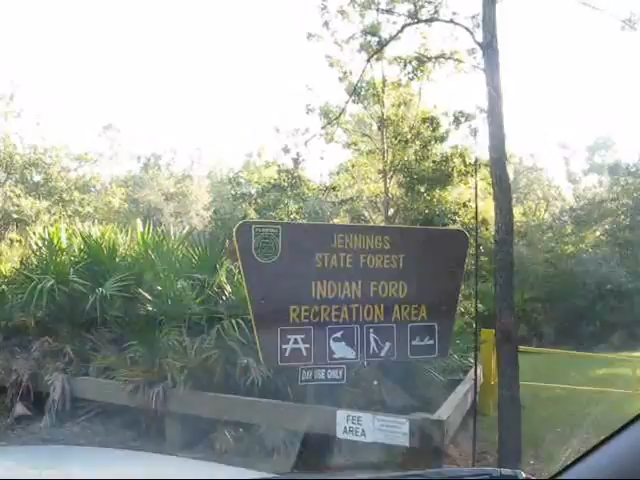 JENNINGS
STATE FOREST
INDIAN FORD
RECREATION AREA
DAY USE ONLY
FEE
AREA